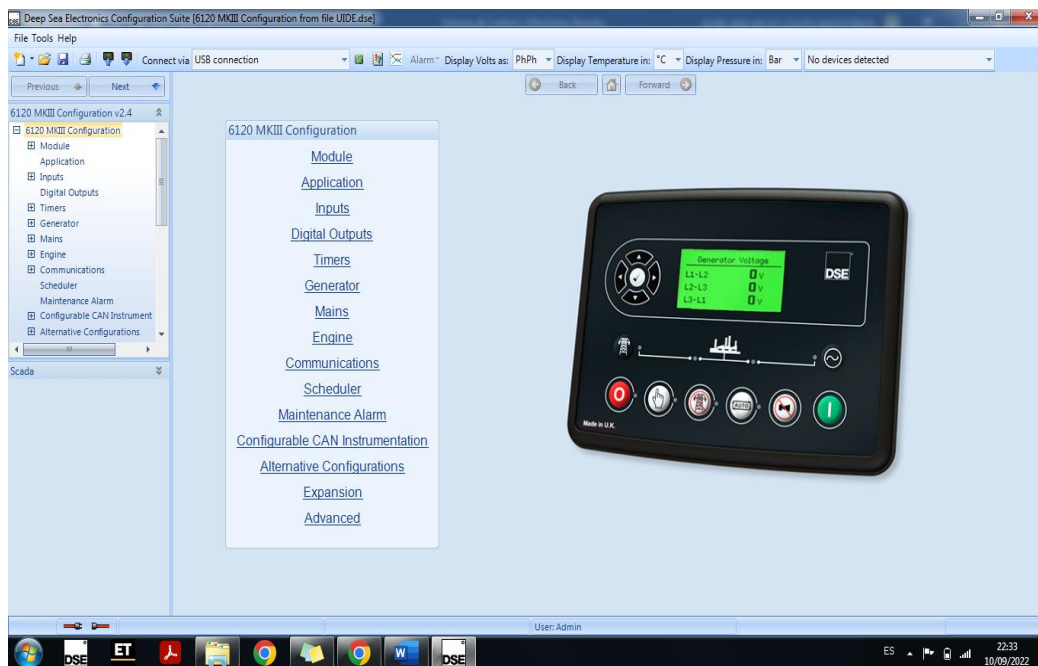 Deep Sea Electronics Configuration Suite [6120 MKIII Configuration from file UIDE.dse]
File Tools Help
Connect via USB connection Alarm Display Volts as: PhPh Display Temperature in: °C Display Pressure in: Bar No devices detected
Previous Next Back Forward
6120 MKIII Configuration v2.4
6120 MKIII Configuration
Module
Application
Inputs
Digital Outputs
Timers
Generator
Mains
Engine
Communications
Scheduler
Maintenance Alarm
Configurable CAN Instrument
Alternative Configurations
Scada
6120 MKIII Configuration
Module
Application
Inputs
Digital Outputs
Timers
Generator
Mains
Engine
Communications
Scheduler
Maintenance Alarm
Configurable CAN Instrumentation
Alternative Configurations
Expansion
Advanced
Generator Voltage
L1-L2 0 V
L2-L3 0 V
L3-L1 0 V
DSE
O
AUTO
I
Made in U.K.
User: Admin
DSE ET W DSE ES 22:33
10/09/2022